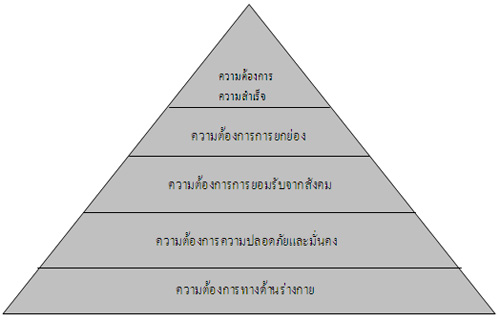 ความต้องการ
ความสำเร็จ
ความต้องการการยกย่อง
ความต้องการการยอมรับจากสังคม
ความต้องการความปลอดภัยและมั่นคง
ความต้องการทางด้านร่างกาย